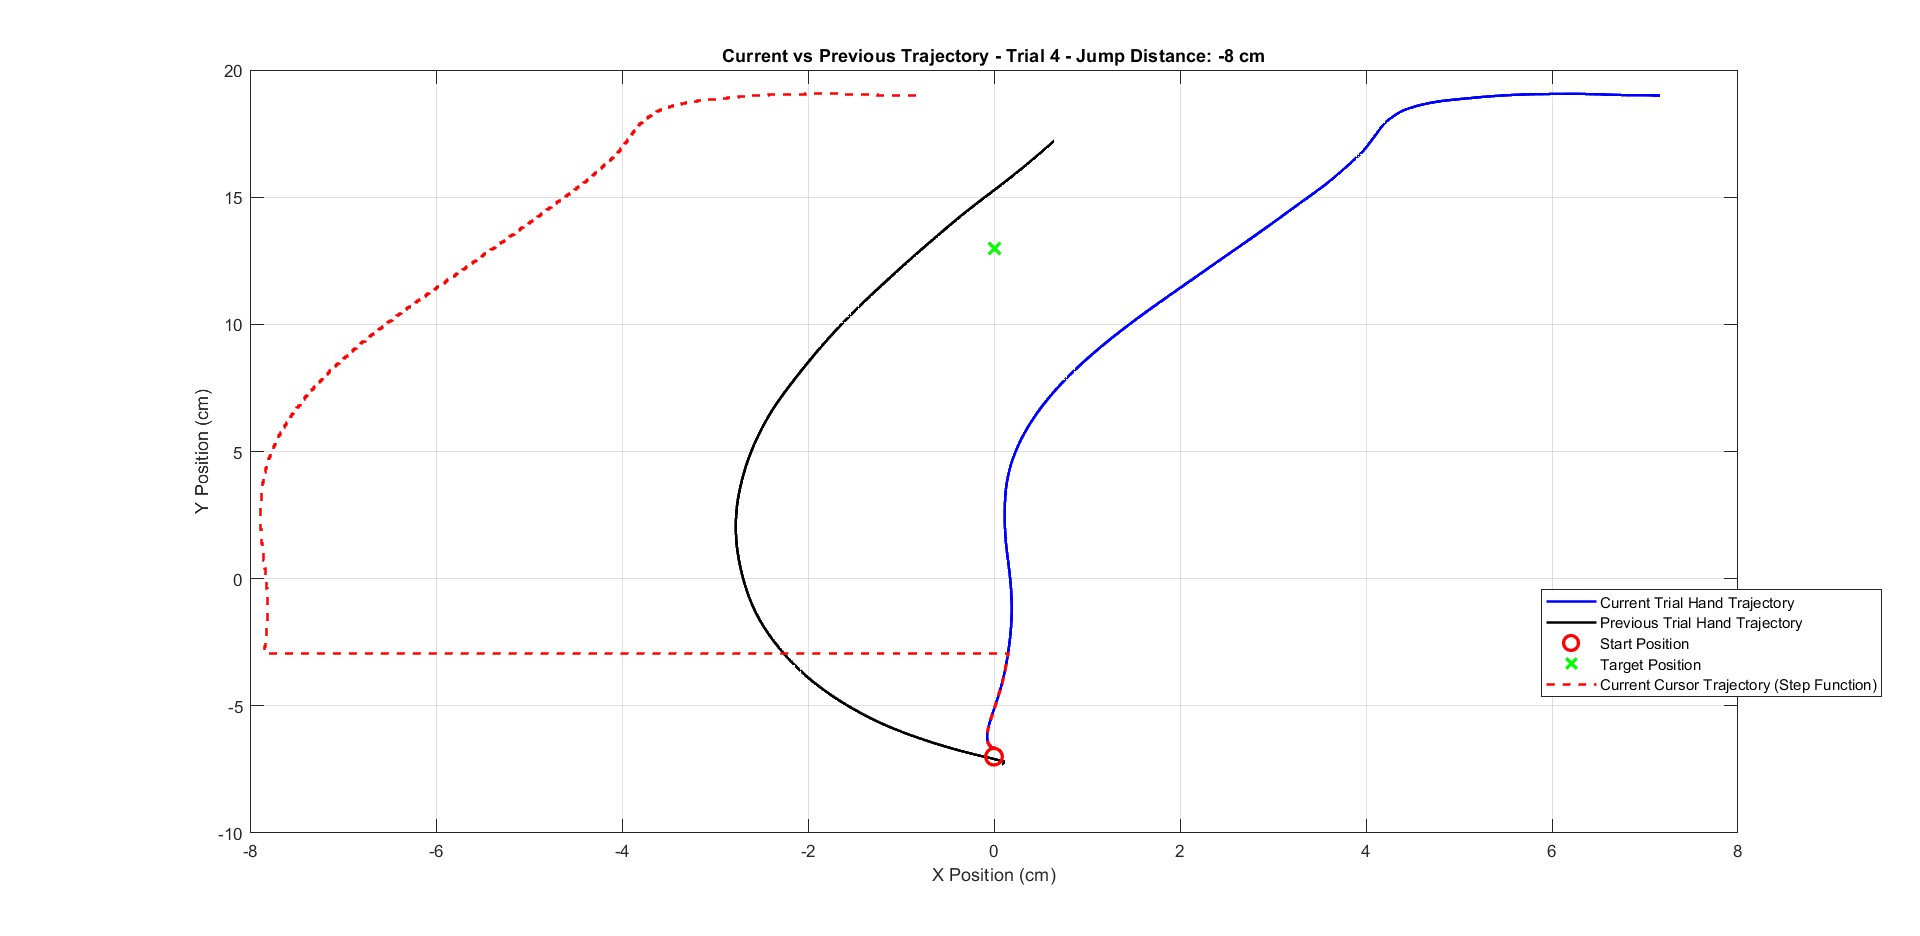 Current vs Previous Trajectory - Trial 4 - Jump Distance: -8 cm
20
15
10
5
0
-5
-10
Y Position (cm)
-8
-6
-4
-2
0
2
4
6
8
X Position (cm)
Current Trial Hand Trajectory
Previous Trial Hand Trajectory
Start Position
Target Position
Current Cursor Trajectory (Step Function)